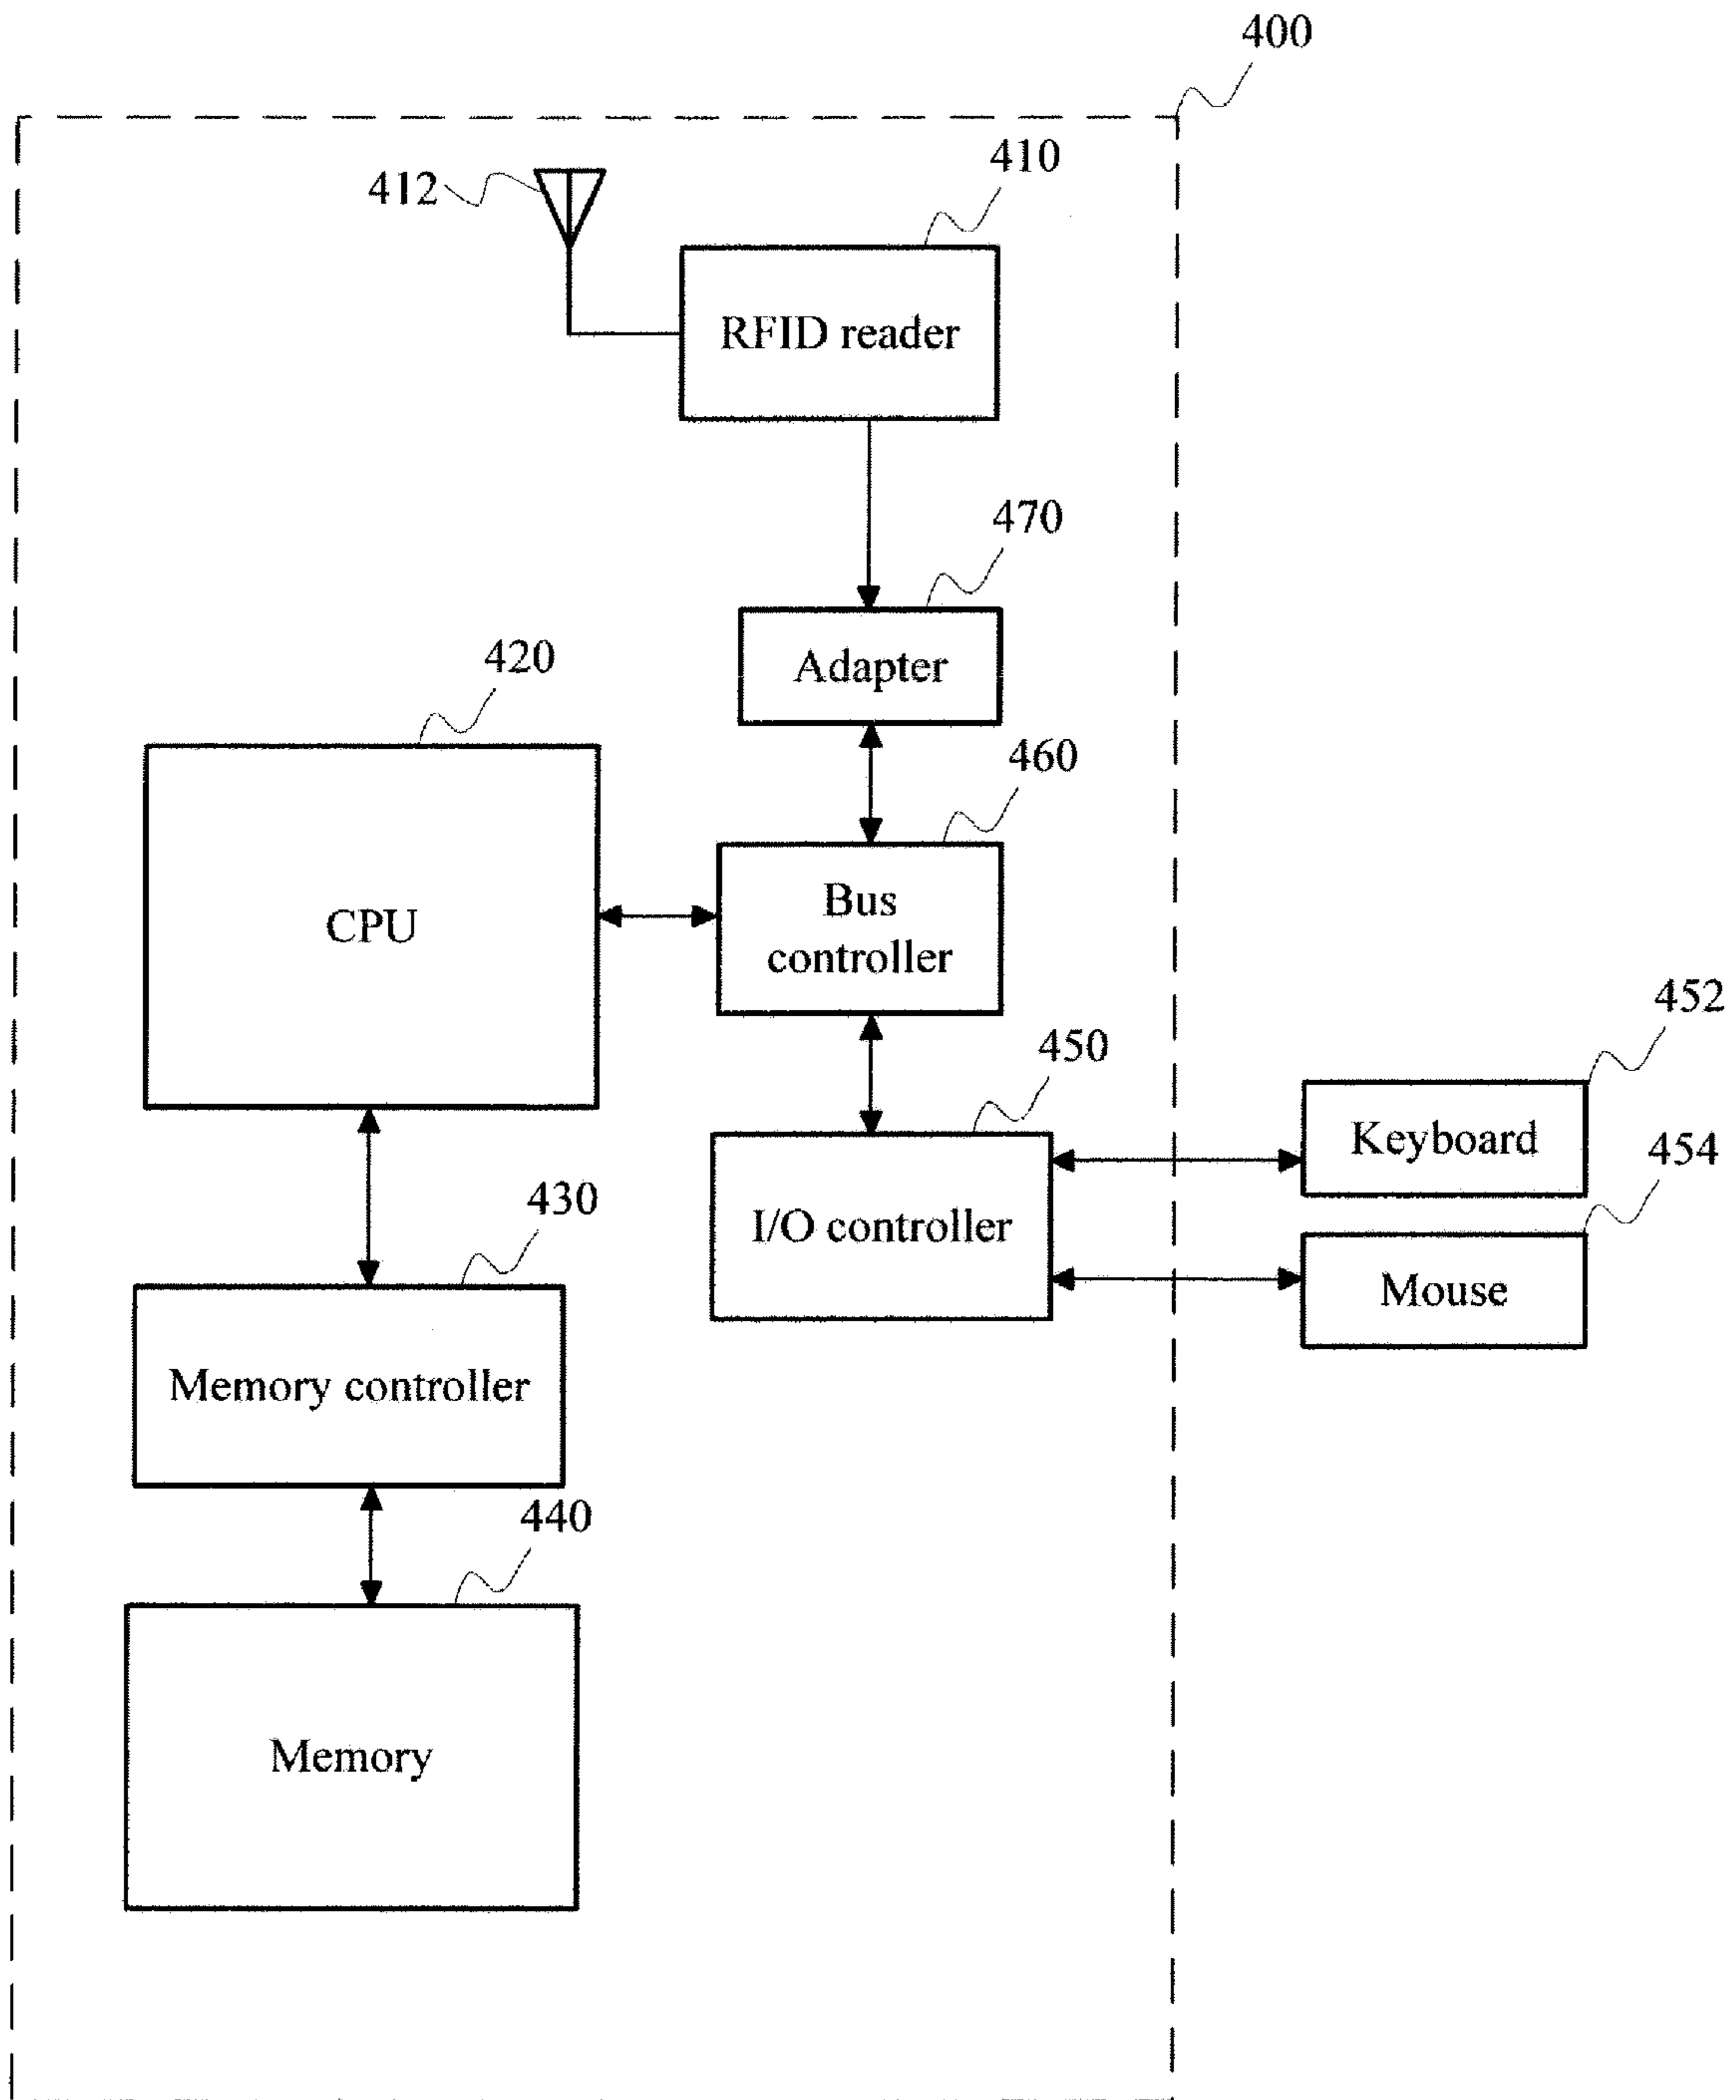 400
410
412
RFID reader
470
Adapter
420
460
CPU
Bus
controller
452
450
Keyboard
454
430
I/O controller
Mouse
Memory controller
440
Memory